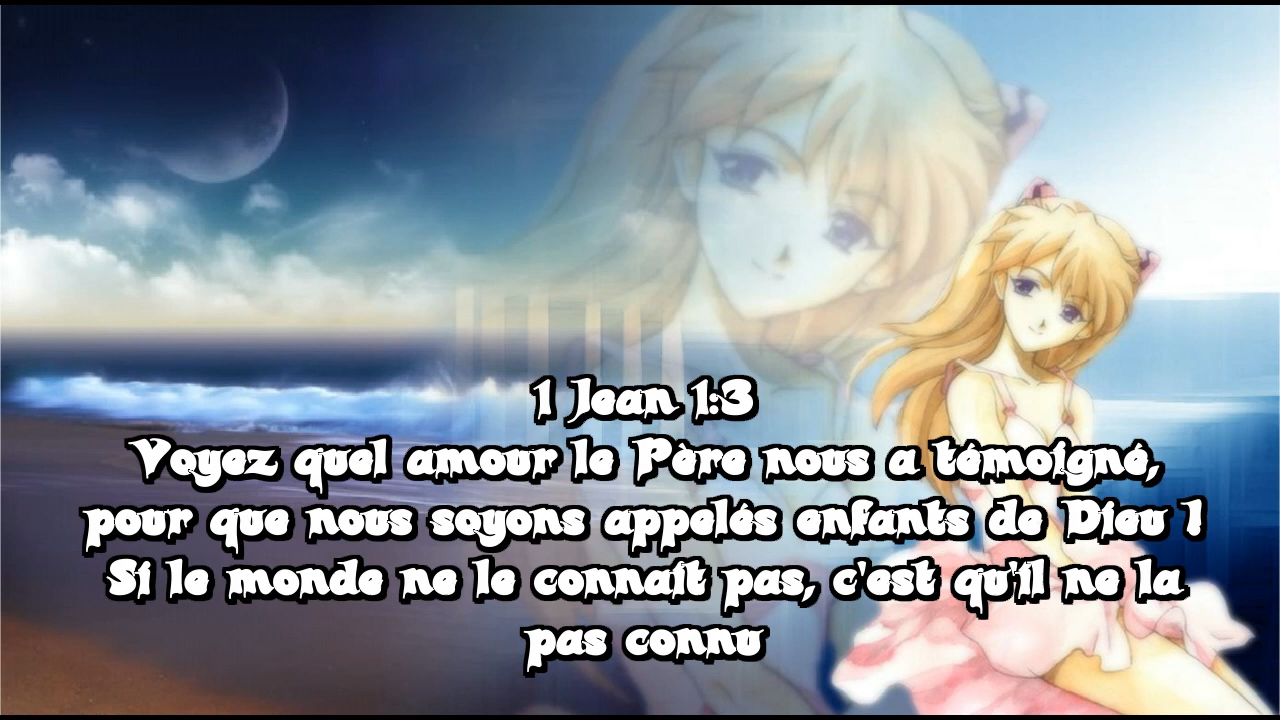 1 Jean 1:3
Voyez quel amour le Père nous a témoigné,
pour que nous soyons appelés enfants de Dieu !
Si le monde ne le connait pas, c'est qu'il ne la
pas connu